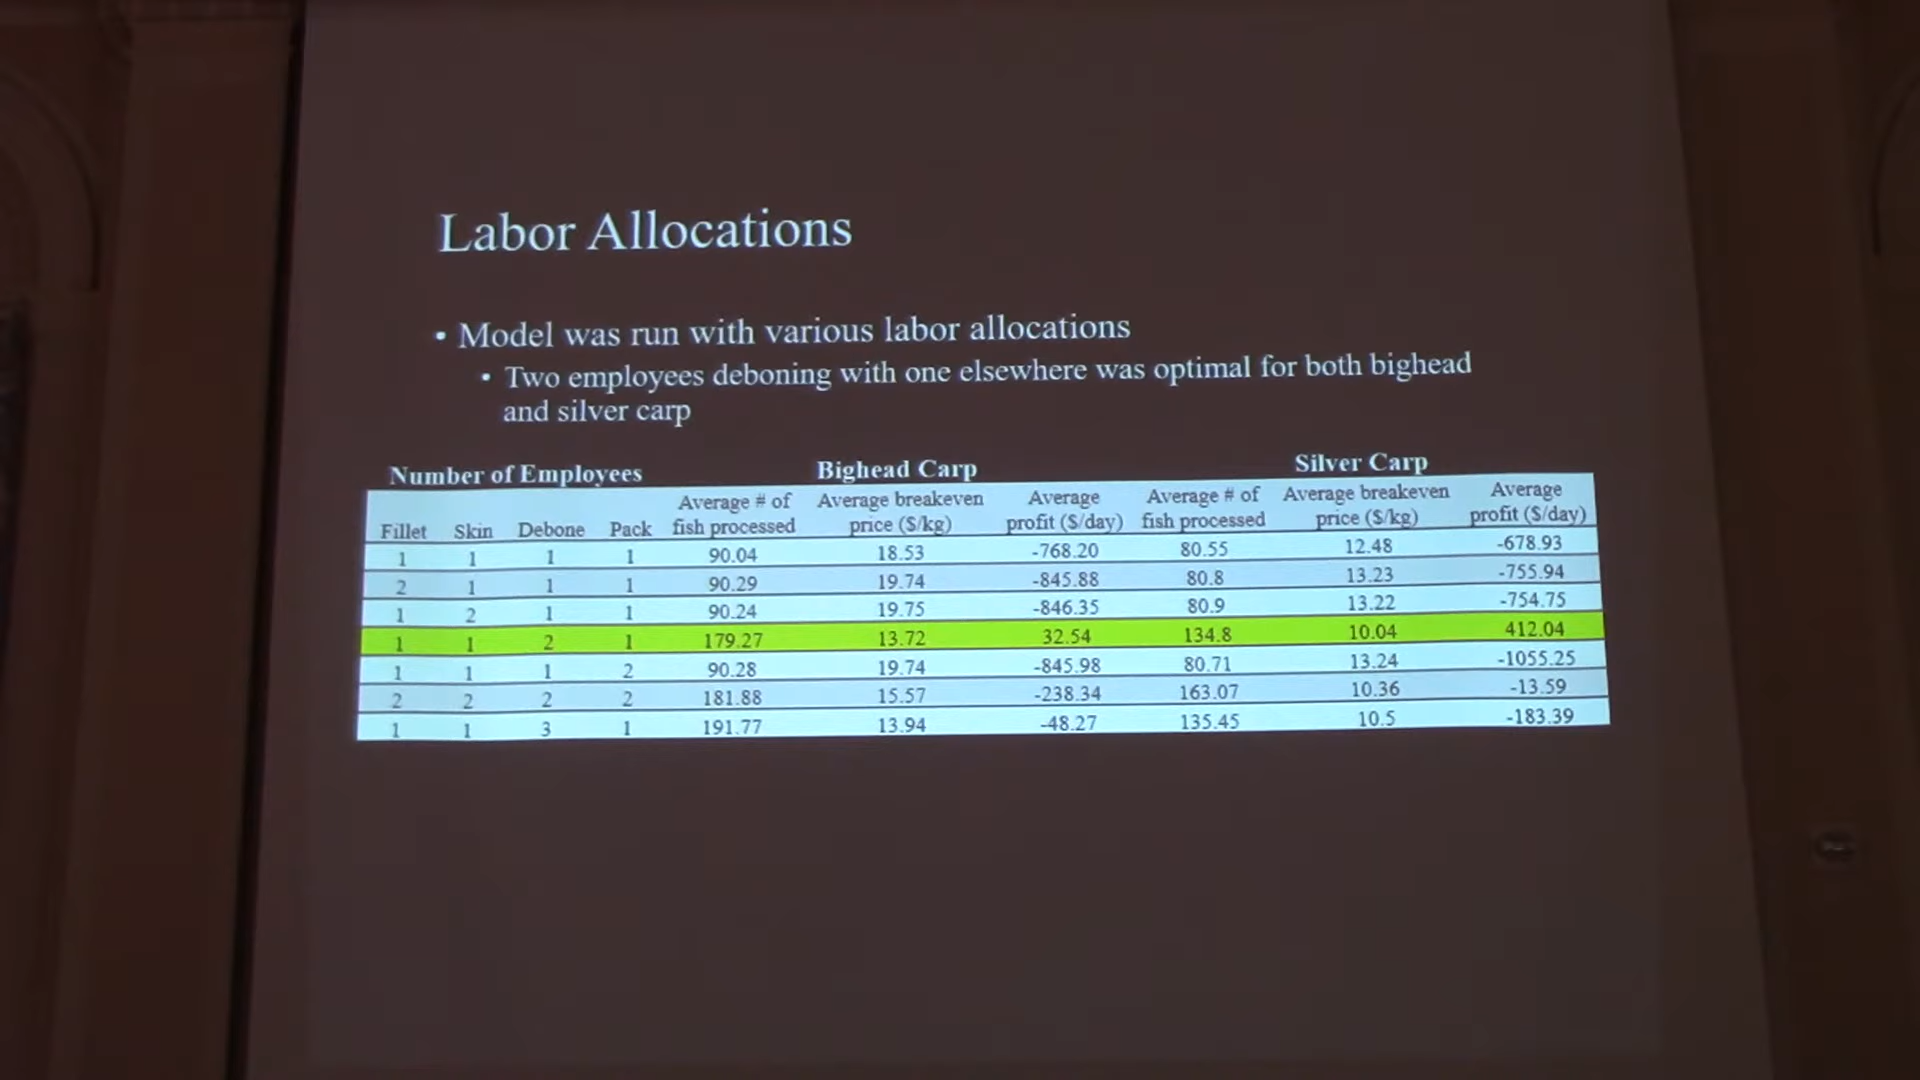 Labor Allocations
• Model was run with various labor allocations
• Two employees deboning with one elsewhere was optimal for both bighead
and silver carp
Number of Employees Bighead Carp Silver Carp
Average # of Average breakeven Average Average # of Average breakeven Average
Fillet Skin Debone Pack fish processed price ($/kg) profit ($/day) fish processed price ($/kg) profit ($/day)
1 1 1 1 90.04 18.53 -768.20 80.55 12.48 -678.93
2 1 1 1 90.29 19.74 -845.88 80.8 13.23 -755.94
1 2 1 1 90.24 19.75 -846.35 80.9 13.22 -754.75
1 1 2 1 179.27 13.72 32.54 134.8 10.04 412.04
1 1 1 2 90.28 19.74 -845.98 80.71 13.24 -1055.25
2 2 2 2 181.88 15.57 -238.34 163.07 10.36 -13.59
1 1 3 1 191.77 13.94 -48.27 135.45 10.5 -183.39